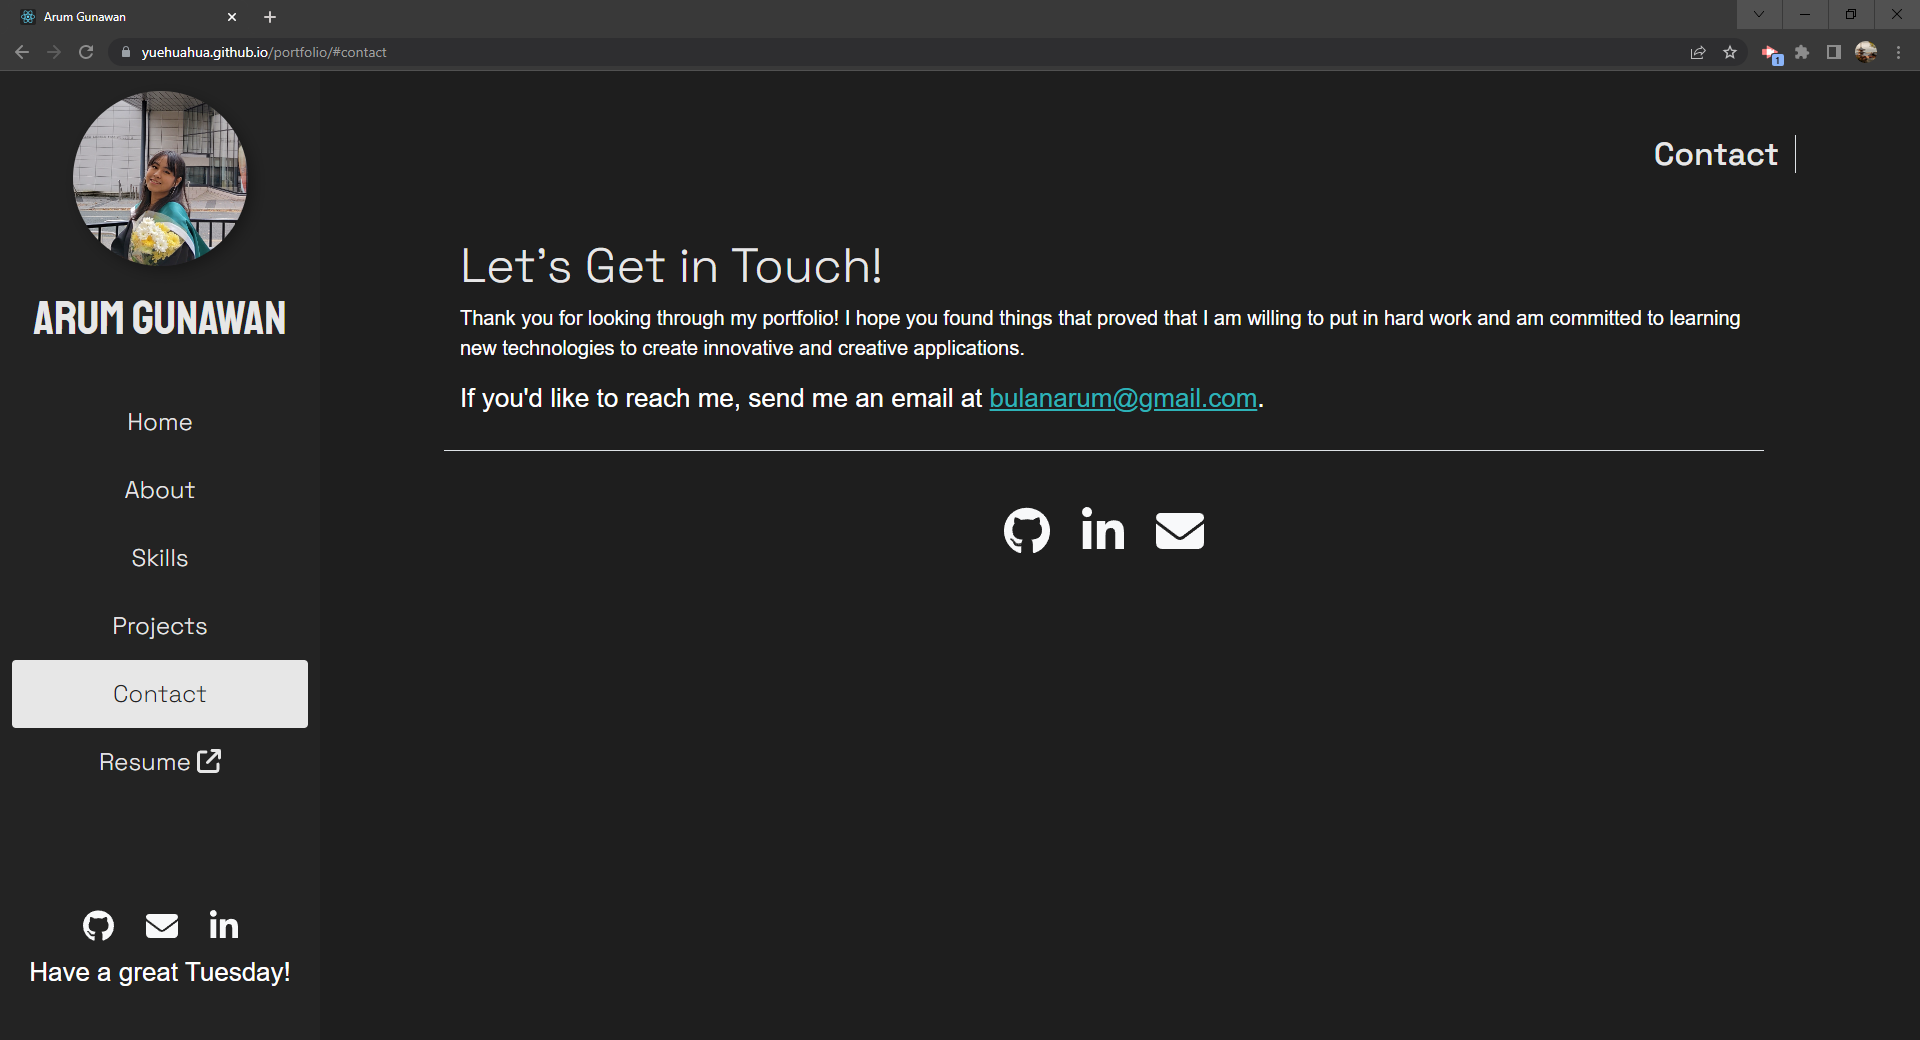 Arum Gunawan
yuehuahua.github.io/portfolio/#contact
1
ARUM GUNAWAN
Home
About
Skills
Projects
Contact
Resume
Have a great Tuesday!
Contact
Let's Get in Touch!
Thank you for looking through my portfolio! I hope you found things that proved that I am willing to put in hard work and am committed to learning
new technologies to create innovative and creative applications.
If you'd like to reach me, send me an email at bulanarum@gmail.com.
in
in